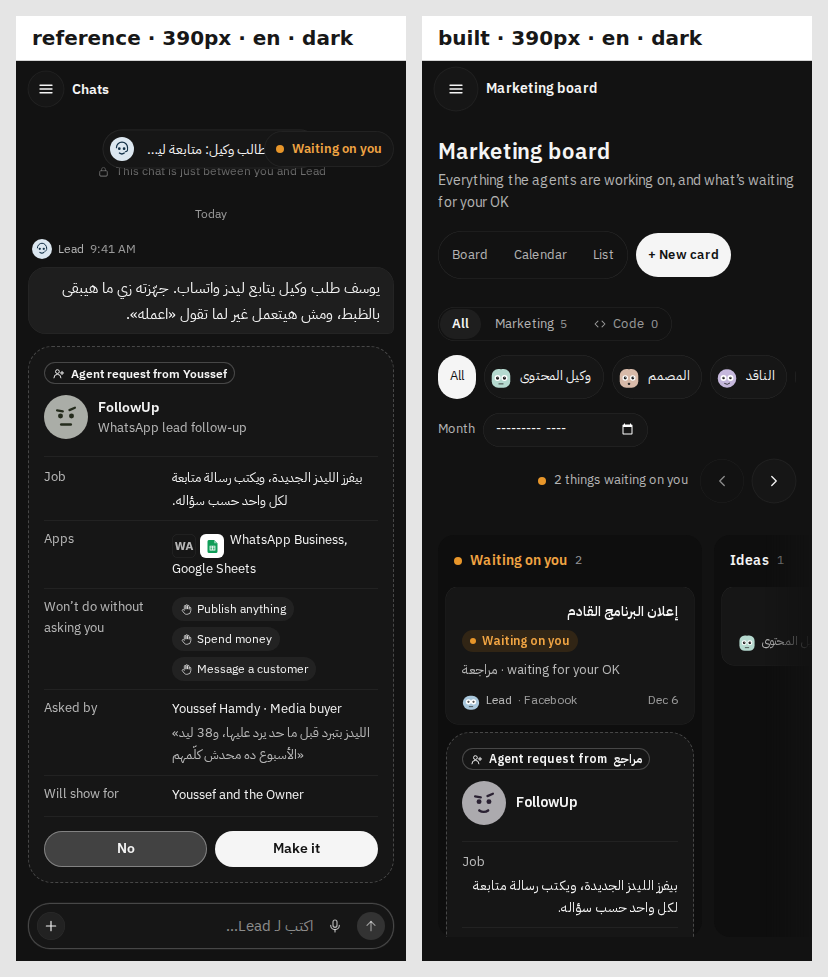 reference · 390px · en · dark
Chats
طالب وكيل: متابعة لي...
Waiting on you
This chat is just between you and Lead
Today
Lead 9:41 AM
يوسف طلب وكيل يتابع ليدز واتساب. جهّزته زي ما هيبقى
بالظبط، ومش هيتعمل غير لما تقول «اعمله».
Agent request from Youssef
FollowUp
WhatsApp lead follow-up
Job
بيفرز الليدز الجديدة، ويكتب رسالة متابعة
لكل واحد حسب سؤاله.
Apps
WA WhatsApp Business,
Google Sheets
Won't do without
asking you
Publish anything
Spend money
Message a customer
Asked by
Youssef Hamdy · Media buyer
«الليدز بتبرد قبل ما حد يرد عليها، و38 ليد
الأسبوع ده محدش كلّمهم»
Will show for
Youssef and the Owner
No
Make it
اكتب لـ Lead...
built · 390px · en · dark
Marketing board
Marketing board
Everything the agents are working on, and what's waiting
for your OK
Board Calendar List + New card
All Marketing 5 Code 0
All وكيل المحتوى المصمم الناقد
Month --------- ----
2 things waiting on you
Waiting on you 2
إعلان البرنامج القادم
Waiting on you
مراجعة · waiting for your OK
Lead · Facebook Dec 6
Agent request from مراجع
FollowUp
Job
بيفرز الليدز الجديدة، ويكتب رسالة متابعة
لكل واحد حسب سؤاله.
Ideas 1
المحتوى